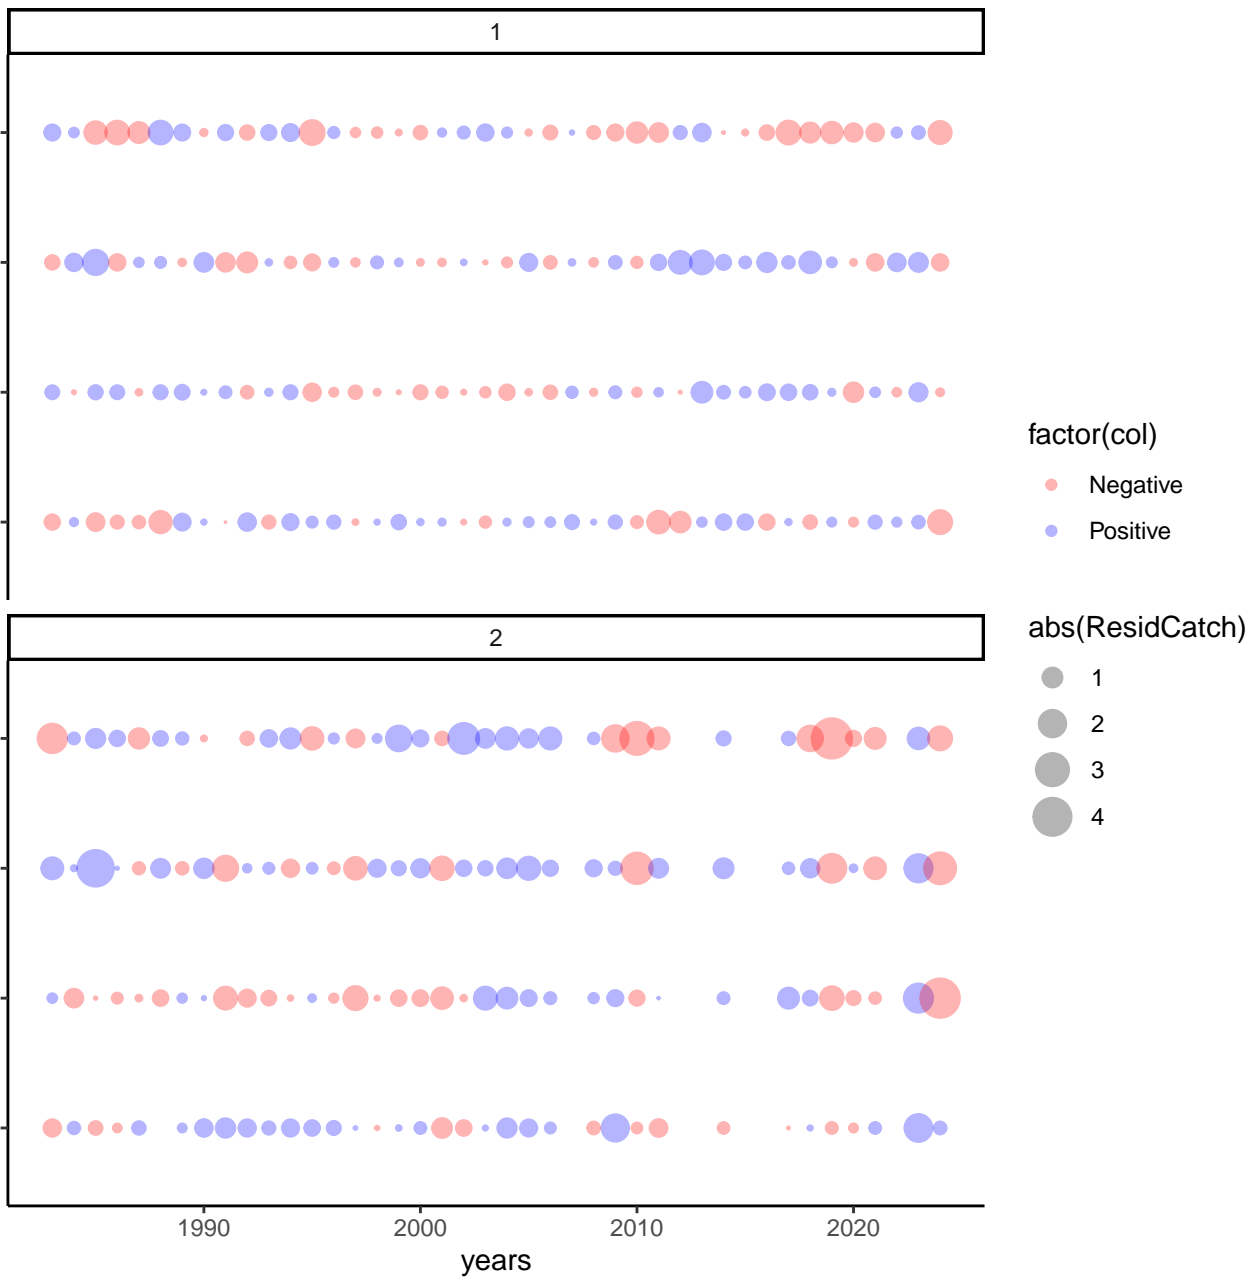 1
factor(col)
Negative
Positive
2
abs(ResidCatch)
1
2
3
4
1990 2000 2010 2020
years